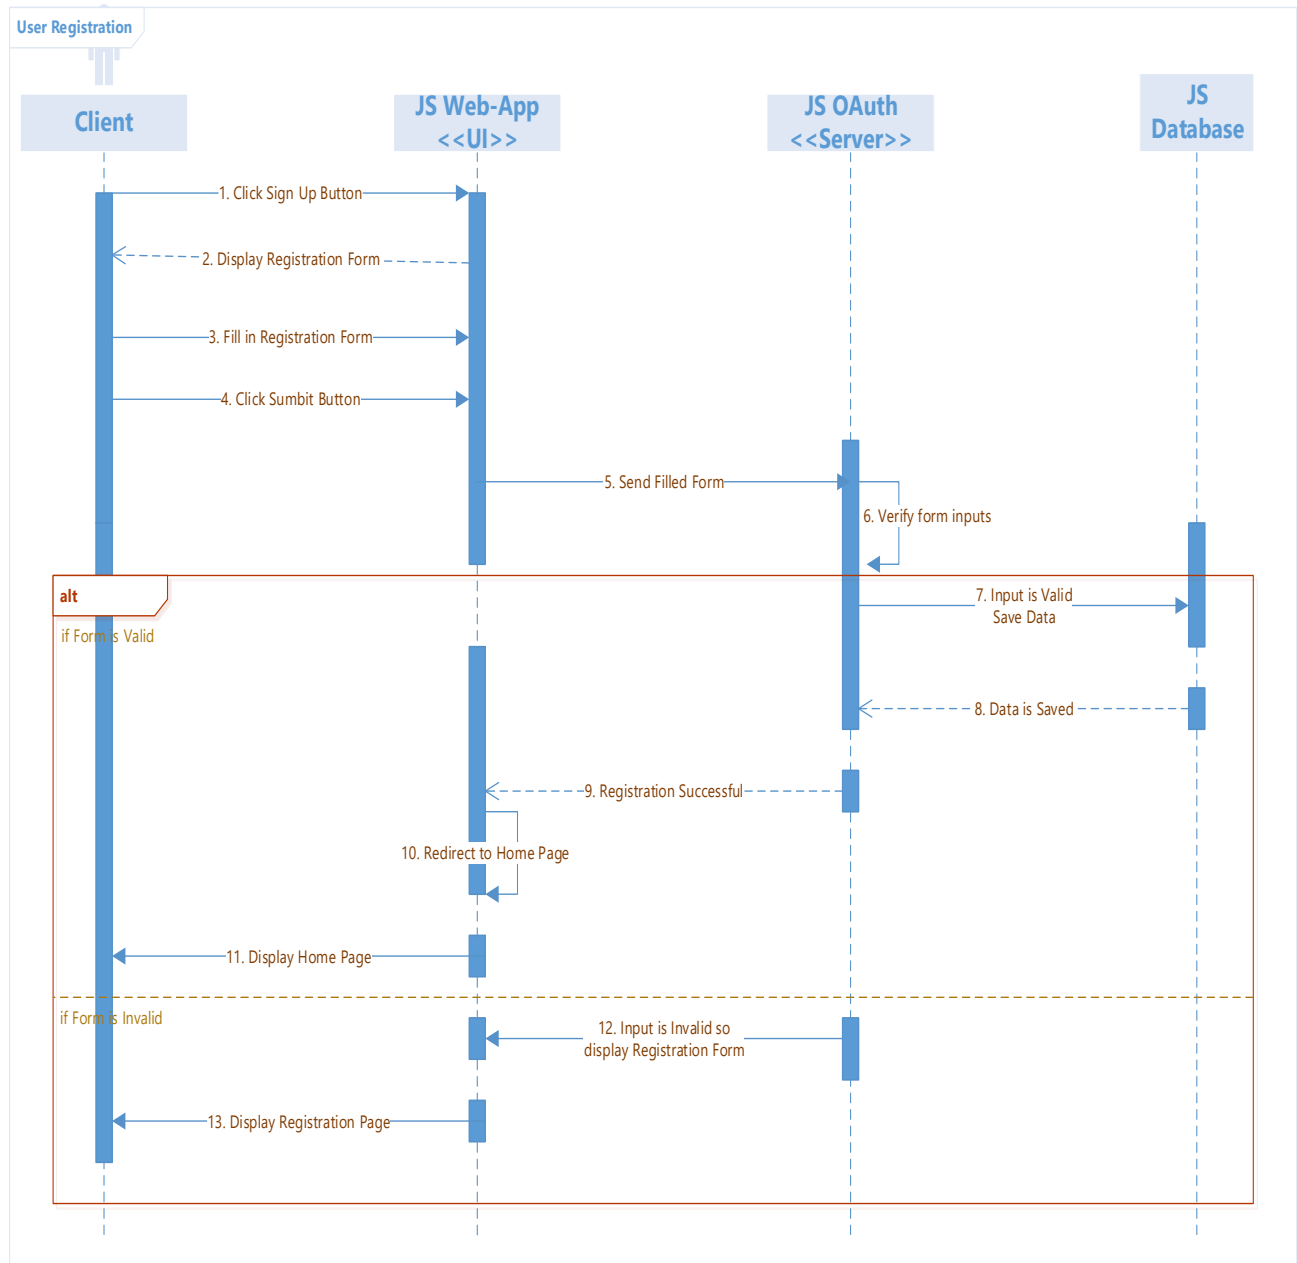 User Registration
Client
JS Web-App
<<UI>>
JS OAuth
<<Server>>
JS
Database
1. Click Sign Up Button
2. Display Registration Form
3. Fill in Registration Form
4. Click Sumbit Button
5. Send Filled Form
6. Verify form inputs
alt
if Form is Valid
7. Input is Valid
Save Data
8. Data is Saved
9. Registration Successful
10. Redirect to Home Page
11. Display Home Page
if Form is Invalid
12. Input is Invalid so
display Registration Form
13. Display Registration Page